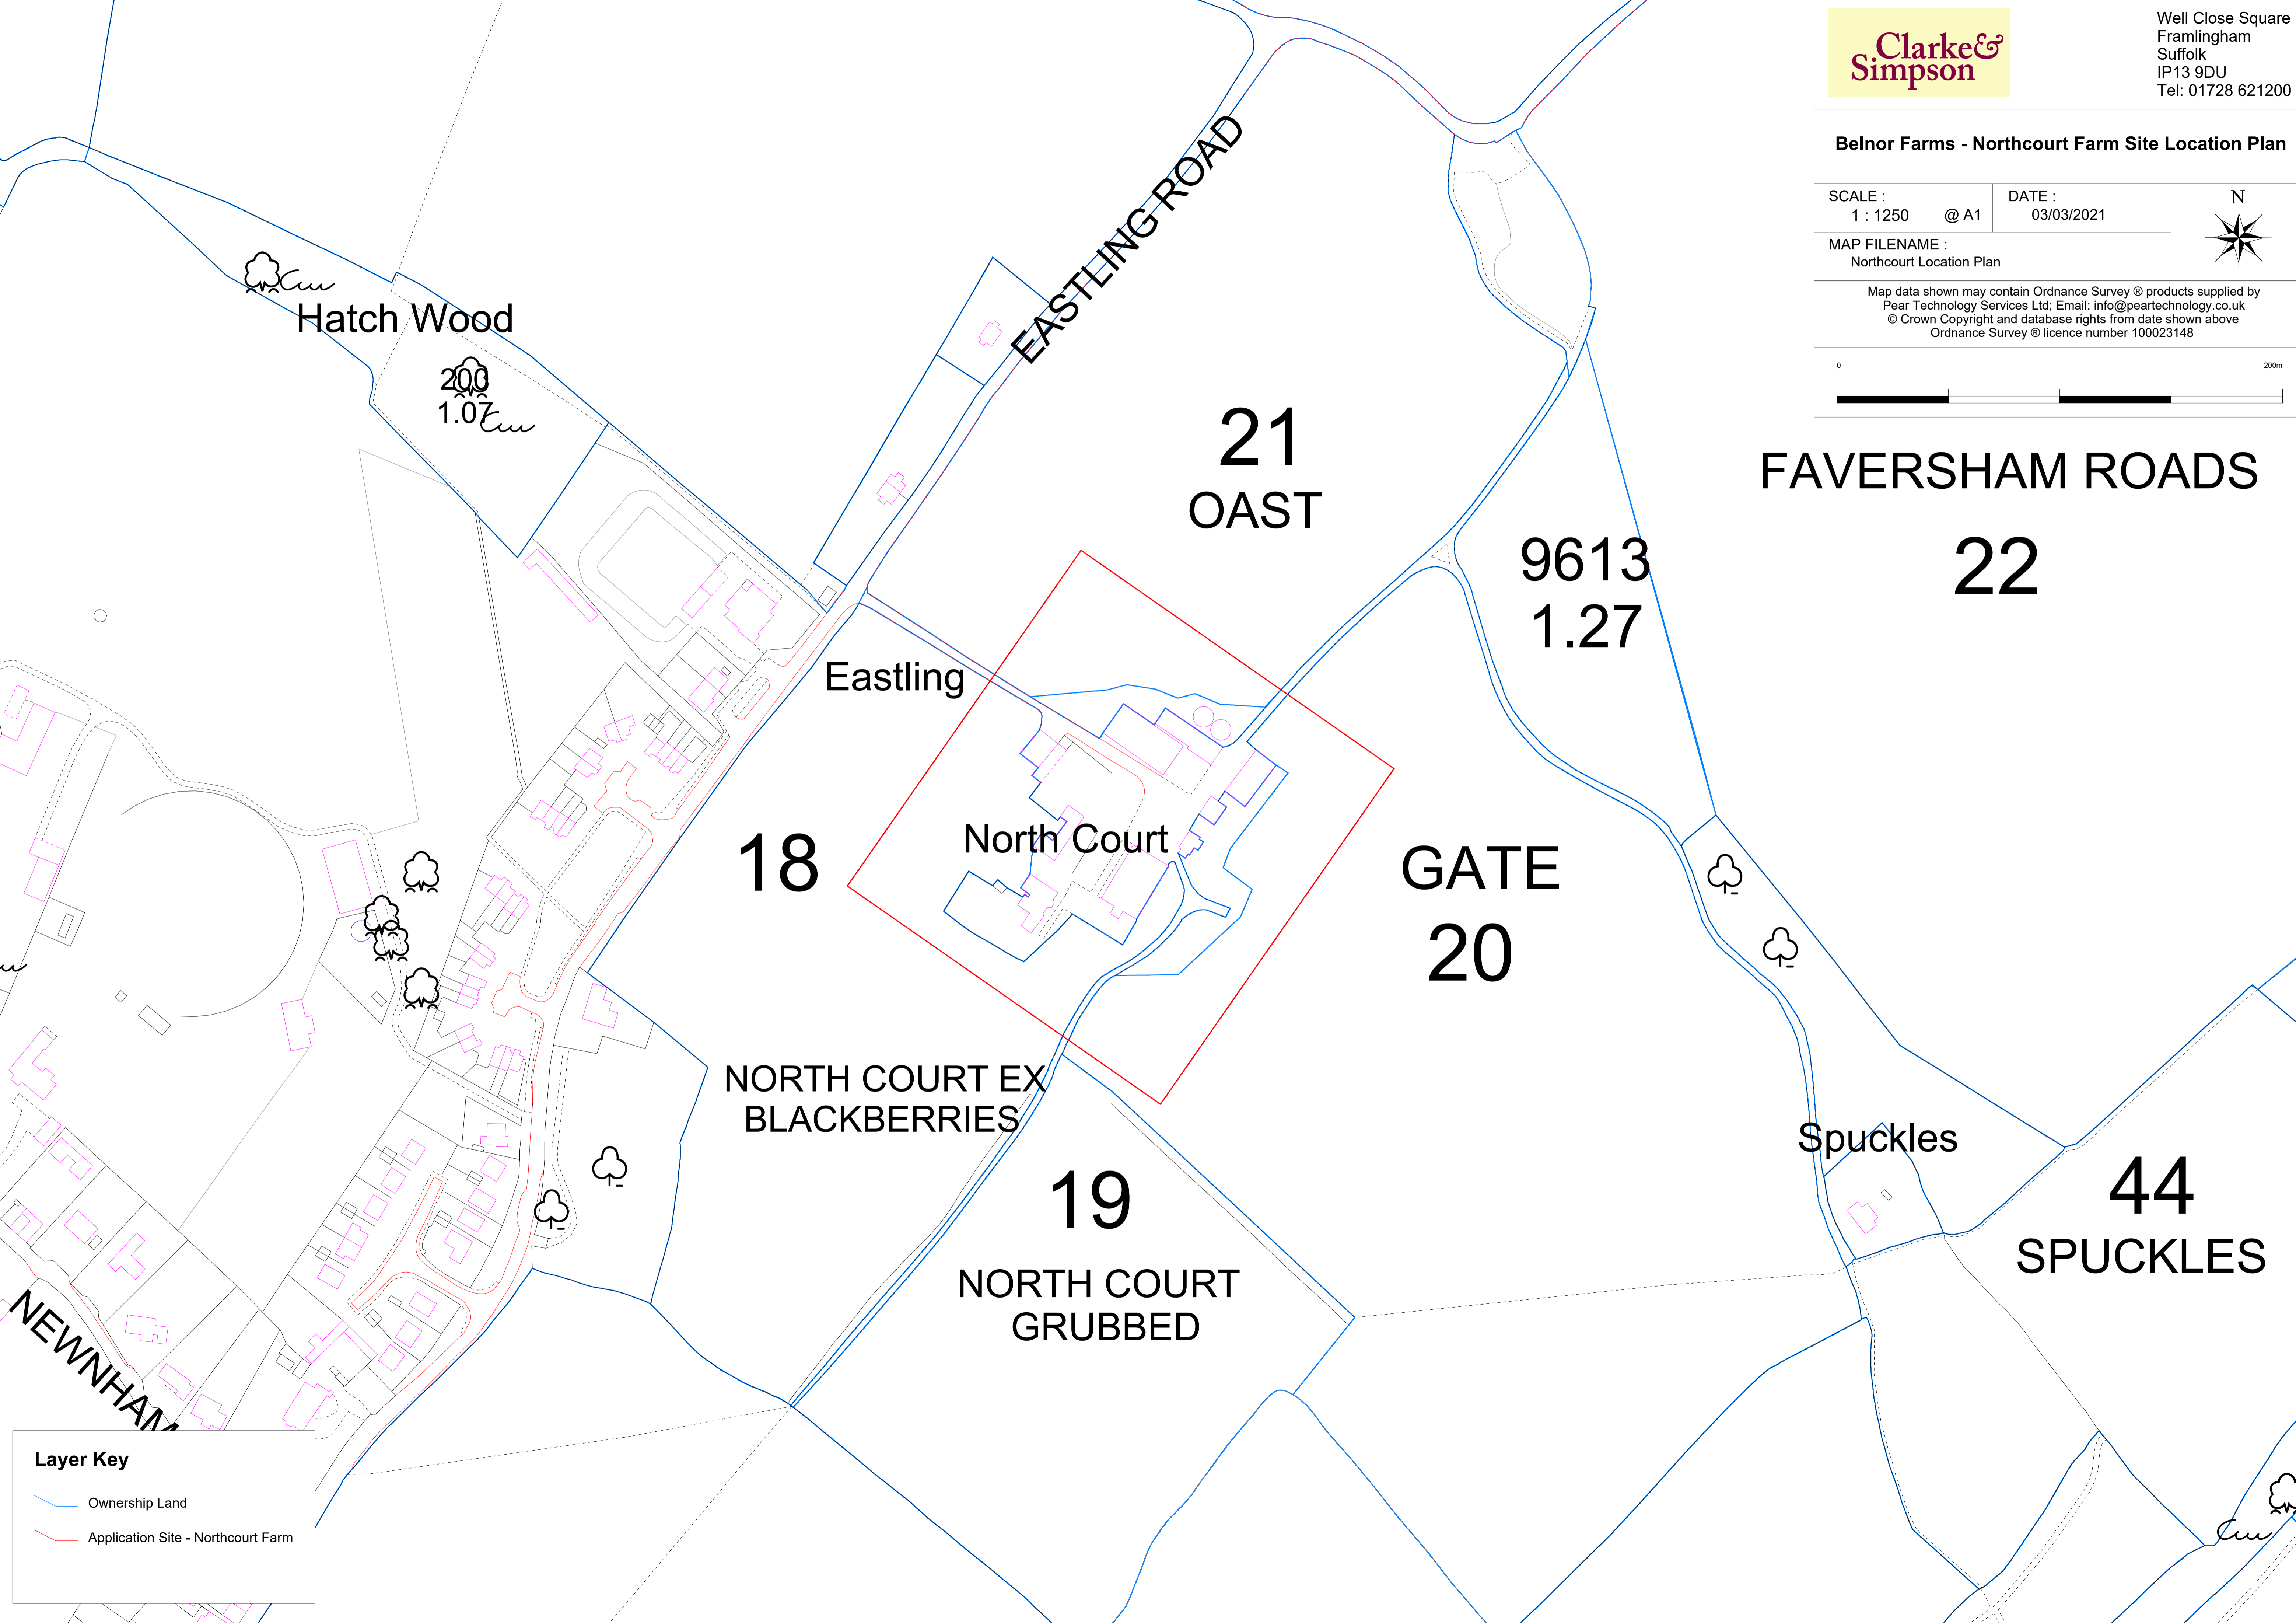 Clarke&
Simpson
Well Close Square
Framlingham
Suffolk
IP13 9DU
Tel: 01728 621200
Belnor Farms - Northcourt Farm Site Location Plan
SCALE :
1 : 1250 @ A1
DATE :
03/03/2021
N
MAP FILENAME :
Northcourt Location Plan
Map data shown may contain Ordnance Survey ® products supplied by
Pear Technology Services Ltd; Email: info@peartechnology.co.uk
© Crown Copyright and database rights from date shown above
Ordnance Survey ® licence number 100023148
0 200m
EASTLING ROAD
Hatch Wood
200
1.07
21
OAST
FAVERSHAM ROADS
22
9613
1.27
Eastling
North Court
18
GATE
20
NORTH COURT EX
BLACKBERRIES
Spuckles
19
NORTH COURT
GRUBBED
44
SPUCKLES
NEWNHAM
Layer Key
Ownership Land
Application Site - Northcourt Farm